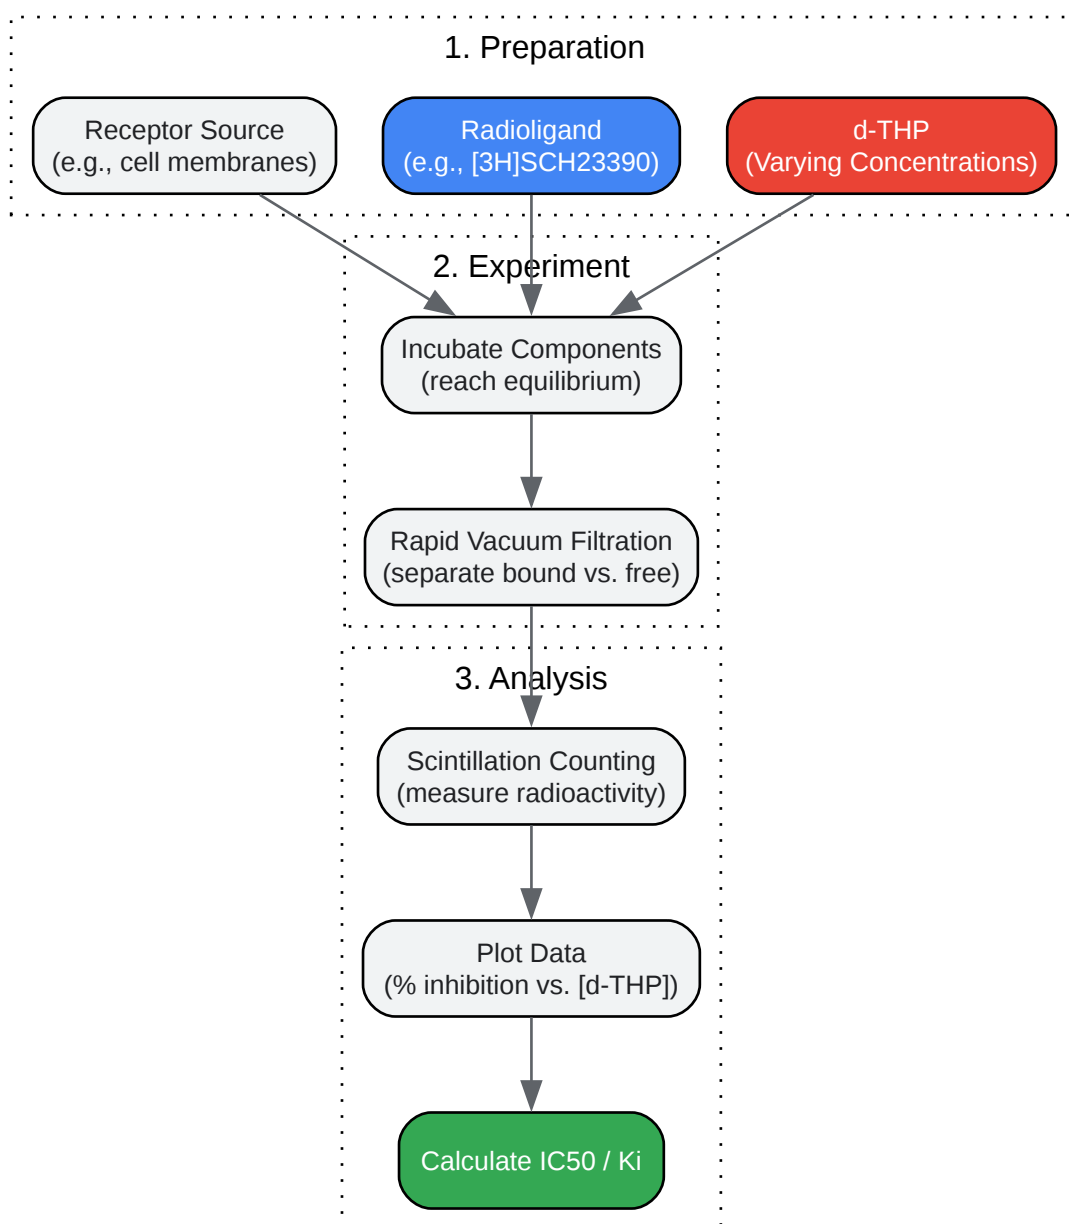 1. Preparation
Receptor Source
(e.g., cell membranes)
Radioligand
(e.g., [3H]SCH23390)
d-THP
(Varying Concentrations)
2. Experiment
Incubate Components
(reach equilibrium)
Rapid Vacuum Filtration
(separate bound vs. free)
3. Analysis
Scintillation Counting
(measure radioactivity)
Plot Data
(% inhibition vs. [d-THP])
Calculate IC50 / Ki